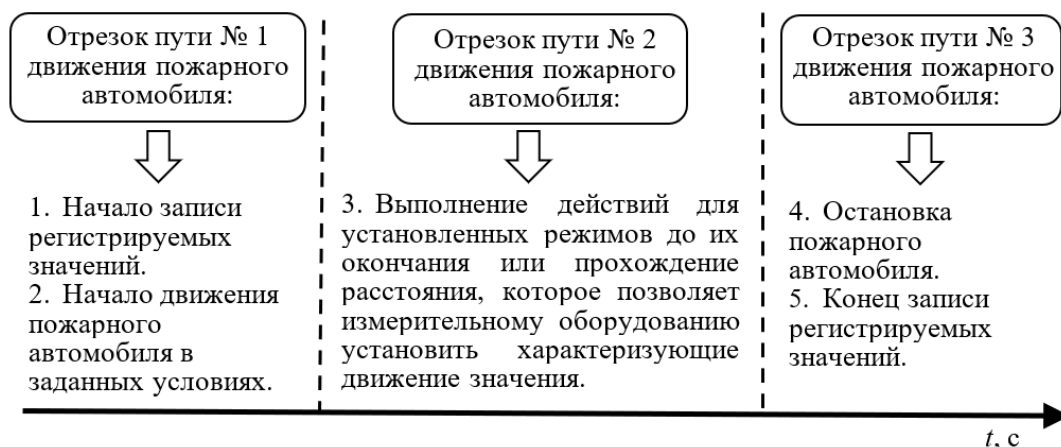 Отрезок пути № 1
движения пожарного
автомобиля:
1. Начало записи
регистрируемых
значений.
2. Начало движения
пожарного
автомобиля в
заданных условиях.
Отрезок пути № 2
движения пожарного
автомобиля:
3. Выполнение действий для
установленных режимов до их
окончания или прохождение
расстояния, которое позволяет
измерительному оборудованию
установить характеризующие
движение значения.
Отрезок пути № 3
движения пожарного
автомобиля:
4. Остановка
пожарного
автомобиля.
5. Конец записи
регистрируемых
значений.
t, с